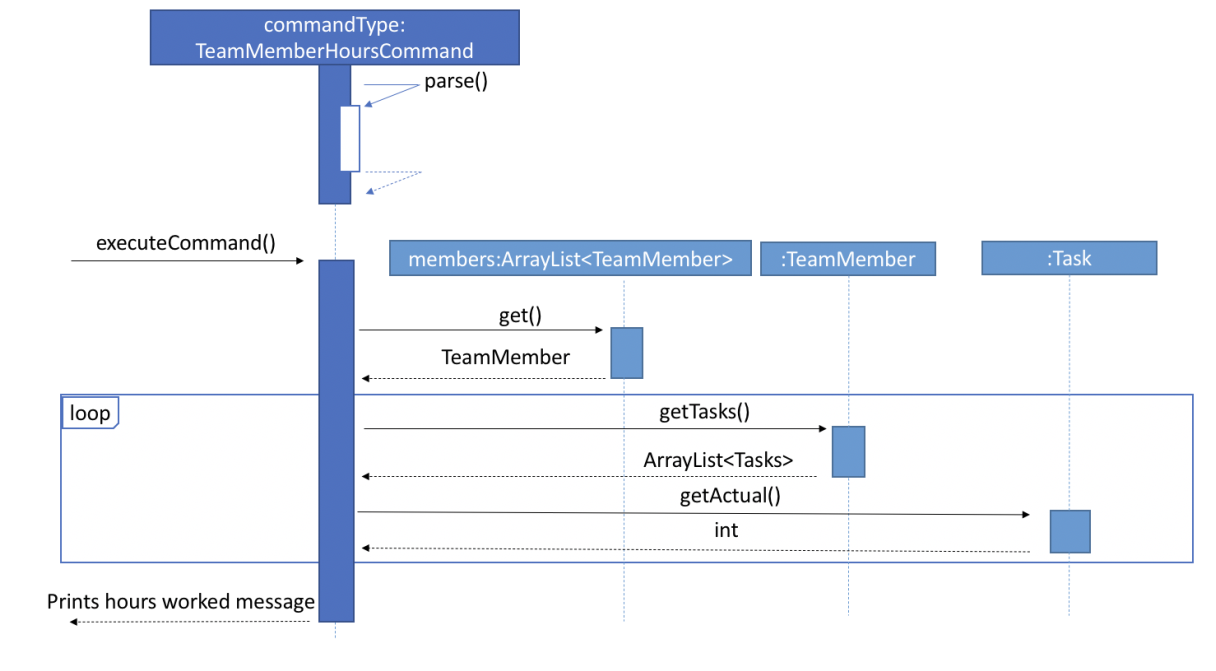 commandType:
TeamMemberHoursCommand
parse()
executeCommand()
members:ArrayList<TeamMember>
:TeamMember
:Task
get()
TeamMember
loop
getTasks()
ArrayList<Tasks>
getActual()
int
Prints hours worked message